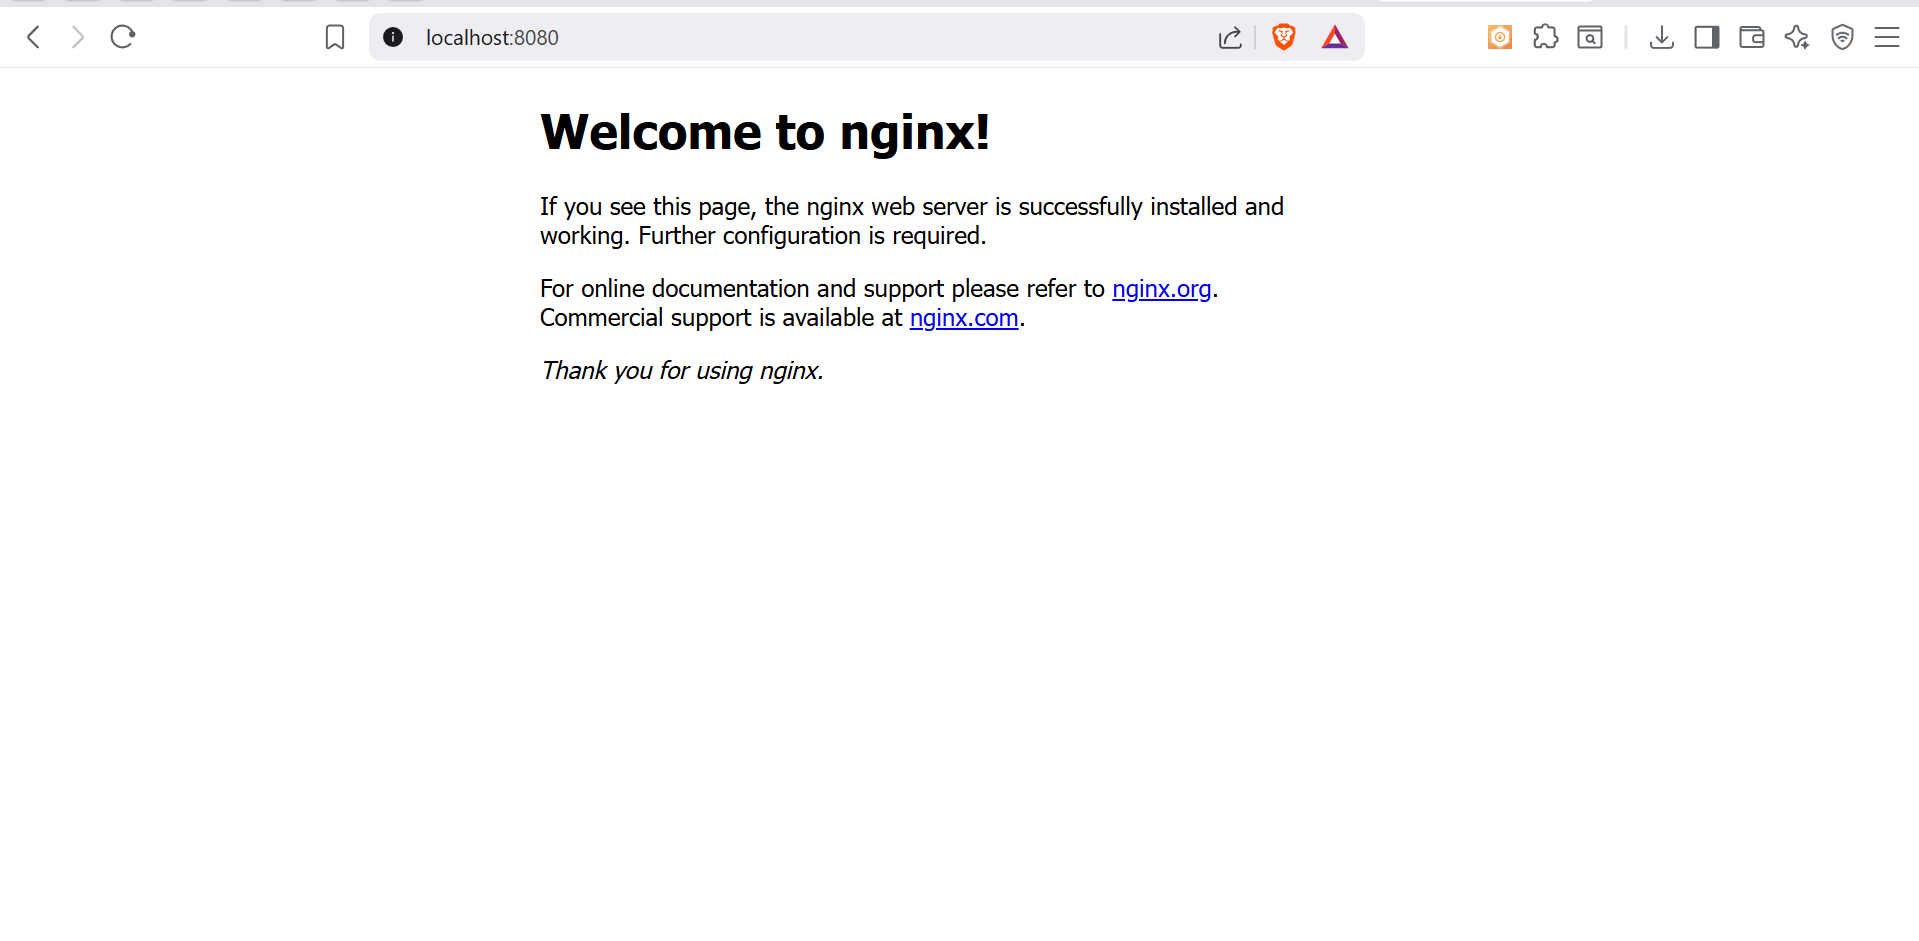 localhost:8080
Welcome to nginx!
If you see this page, the nginx web server is successfully installed and
working. Further configuration is required.
For online documentation and support please refer to nginx.org.
Commercial support is available at nginx.com.
Thank you for using nginx.